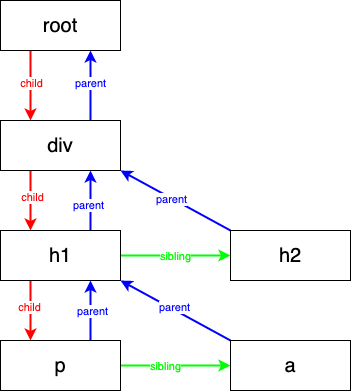 root
child
parent
div
child
parent
parent
h1
sibling
h2
child
parent
parent
p
sibling
a